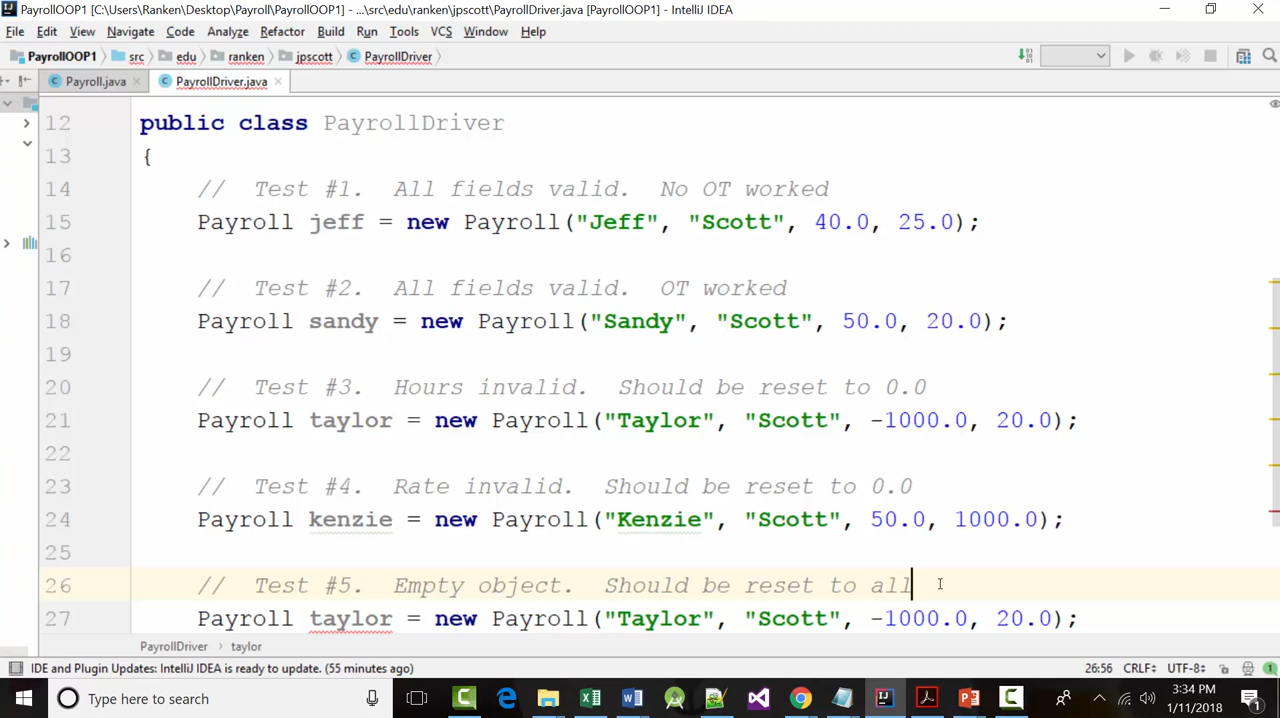 PayrollOOP1 [C:\Users\Ranken\Desktop\Payroll\PayrollOOP1] - ...\src\edu\ranken\jpscott\PayrollDriver.java [PayrollOOP1] - IntelliJ IDEA
File Edit View Navigate Code Analyze Refactor Build Run Tools VCS Window Help
PayrollOOP1 src edu ranken jpscott PayrollDriver
Payroll.java PayrollDriver.java
12 public class PayrollDriver
13 {
14 // Test #1. All fields valid. No OT worked
15 Payroll jeff = new Payroll("Jeff", "Scott", 40.0, 25.0);
16
17 // Test #2. All fields valid. OT worked
18 Payroll sandy = new Payroll("Sandy", "Scott", 50.0, 20.0);
19
20 // Test #3. Hours invalid. Should be reset to 0.0
21 Payroll taylor = new Payroll("Taylor", "Scott", -1000.0, 20.0);
22
23 // Test #4. Rate invalid. Should be reset to 0.0
24 Payroll kenzie = new Payroll("Kenzie", "Scott", 50.0, 1000.0);
25
26 // Test #5. Empty object. Should be reset to all
27 Payroll taylor = new Payroll("Taylor", "Scott", -1000.0, 20.0);
PayrollDriver taylor
IDE and Plugin Updates: IntelliJ IDEA is ready to update. (55 minutes ago) 26:56 CRLF UTF-8 1
Type here to search
3:34 PM
1/11/2018
1